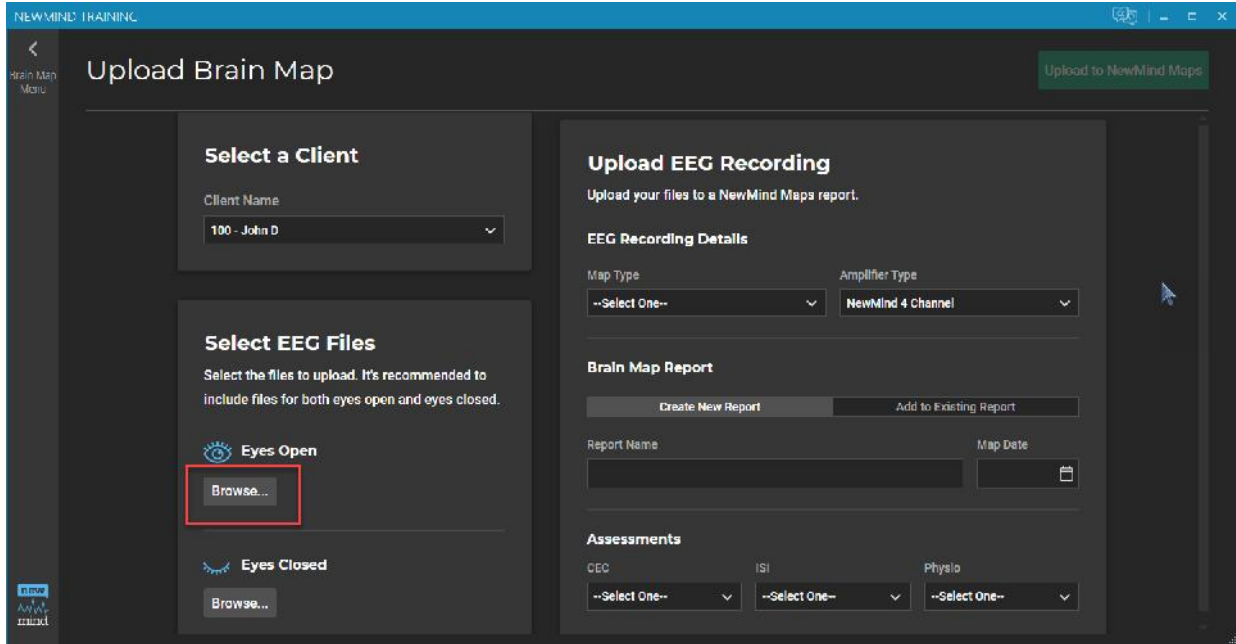 NEWMIND TRAINING
Brain Map
Menu
Upload Brain Map
Upload to NewMind Maps
Select a Client
Client Name
100 - John D
Select EEG Files
Select the files to upload. It's recommended to
include files for both eyes open and eyes closed.
Eyes Open
Browse...
Eyes Closed
Browse...
Upload EEG Recording
Upload your files to a NewMind Maps report.
EEG Recording Details
Map Type
Amplifier Type
--Select One--
NewMind 4 Channel
Brain Map Report
Create New Report
Add to Existing Report
Report Name
Map Date
Assessments
CEC
ISI
Physio
--Select One--
--Select One--
--Select One--
new
mind